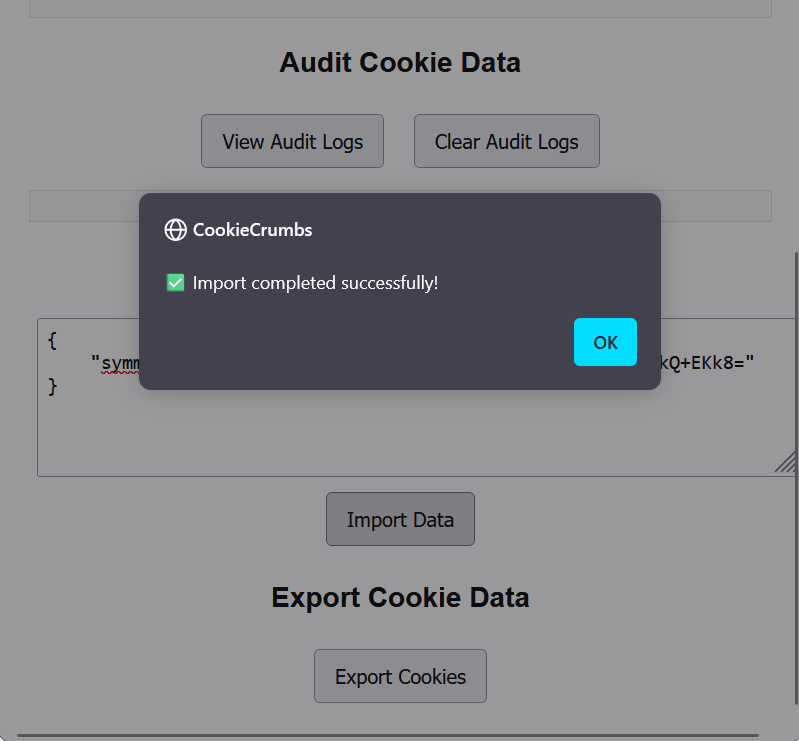 Audit Cookie Data
View Audit Logs Clear Audit Logs
CookieCrumbs
Import completed successfully!
OK
{
"symm kQ+EKk8="
}
Import Data
Export Cookie Data
Export Cookies